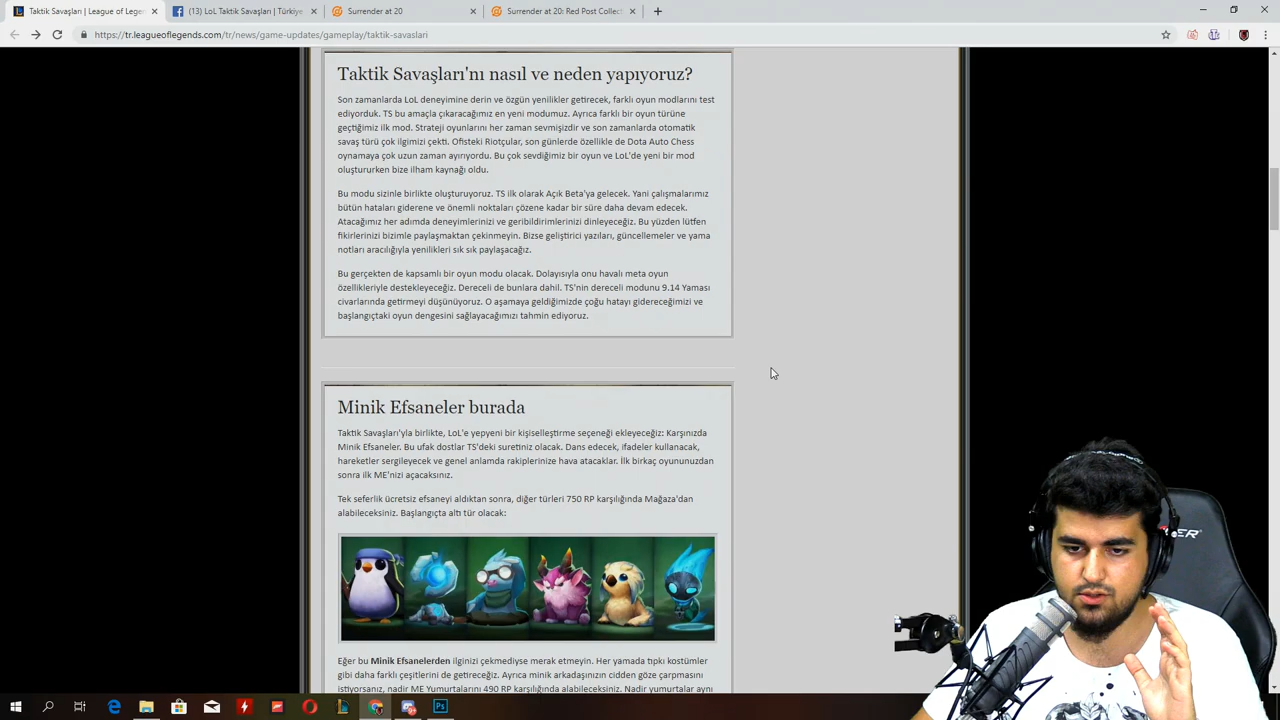 Taktik Savaşları | League of Legen
(13) LoL Taktik Savaşları | Türkiye
Surrender at 20
Surrender at 20: Red Post Collect
https://tr.leagueoflegends.com/tr/news/game-updates/gameplay/taktik-savaslari
Taktik Savaşları'nı nasıl ve neden yapıyoruz?
Son zamanlarda LoL deneyimine derin ve özgün yenilikler getirecek, farklı oyun modlarını test
ediyorduk. TS bu amaçla çıkaracağımız en yeni modumuz. Ayrıca farklı bir oyun türüne
geçtiğimiz ilk mod. Strateji oyunlarını her zaman sevmişizdir ve son zamanlarda otomatik
savaş türü çok ilgimizi çekti. Ofisteki Riotçular, son günlerde özellikle de Dota Auto Chess
oynamaya çok uzun zaman ayırıyordu. Bu çok sevdiğimiz bir oyun ve LoL'de yeni bir mod
oluştururken bize ilham kaynağı oldu.
Bu modu sizinle birlikte oluşturuyoruz. TS ilk olarak Açık Beta'ya gelecek. Yani çalışmalarımız
bütün hataları giderene ve önemli noktaları çözene kadar bir süre daha devam edecek.
Atacağımız her adımda deneyimlerinizi ve geribildirimlerinizi dinleyeceğiz. Bu yüzden lütfen
fikirlerinizi bizimle paylaşmaktan çekinmeyin. Bizse geliştirici yazıları, güncellemeler ve yama
notları aracılığıyla yenilikleri sık sık paylaşacağız.
Bu gerçekten de kapsamlı bir oyun modu olacak. Dolayısıyla onu havalı meta oyun
özellikleriyle destekleyeceğiz. Dereceli de bunlara dahil. TS'nin dereceli modunu 9.14 Yaması
civarlarında getirmeyi düşünüyoruz. O aşamaya geldiğimizde çoğu hatayı gidereceğimizi ve
başlangıçtaki oyun dengesini sağlayacağımızı tahmin ediyoruz.
Minik Efsaneler burada
Taktik Savaşları'yla birlikte, LoL'e yepyeni bir kişiselleştirme seçeneği ekleyeceğiz: Karşınızda
Minik Efsaneler. Bu ufak dostlar TS'deki suretiniz olacak. Dans edecek, ifadeler kullanacak,
hareketler sergileyecek ve genel anlamda rakiplerinize hava atacaklar. İlk birkaç oyununuzdan
sonra ilk ME'nizi açacaksınız.
Tek seferlik ücretsiz efsaneyi aldıktan sonra, diğer türleri 750 RP karşılığında Mağaza'dan
alabileceksiniz. Başlangıçta altı tür olacak:
Eğer bu Minik Efsanelerden ilginizi çekmediyse merak etmeyin. Her yamada tıpkı kostümler
gibi daha farklı çeşitlerini de getireceğiz. Ayrıca minik arkadaşınızın cidden göze çarpmasını
istiyorsanız, nadir ME Yumurtalarını 490 RP karşılığında alabileceksiniz. Nadir yumurtalar aynı